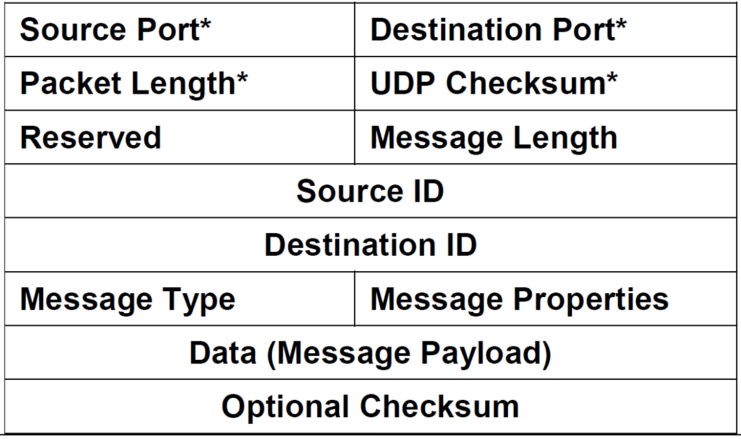 Source Port* Destination Port*
Packet Length* UDP Checksum*
Reserved Message Length
Source ID
Destination ID
Message Type Message Properties
Data (Message Payload)
Optional Checksum